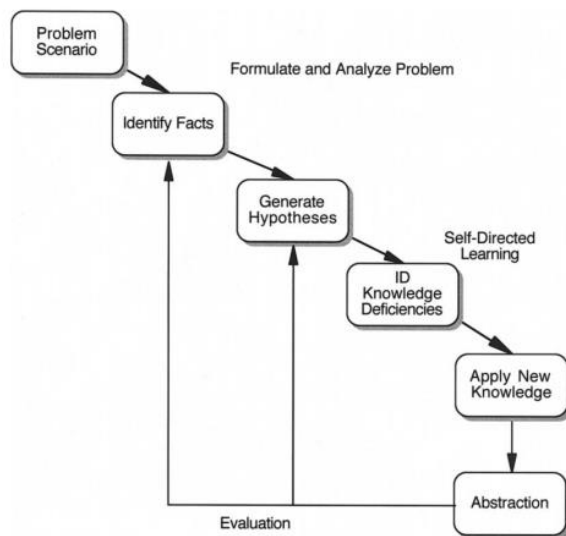 Problem
Scenario
Formulate and Analyze Problem
Identify Facts
Generate
Hypotheses
Self-Directed
Learning
ID
Knowledge
Deficiencies
Apply New
Knowledge
Abstraction
Evaluation